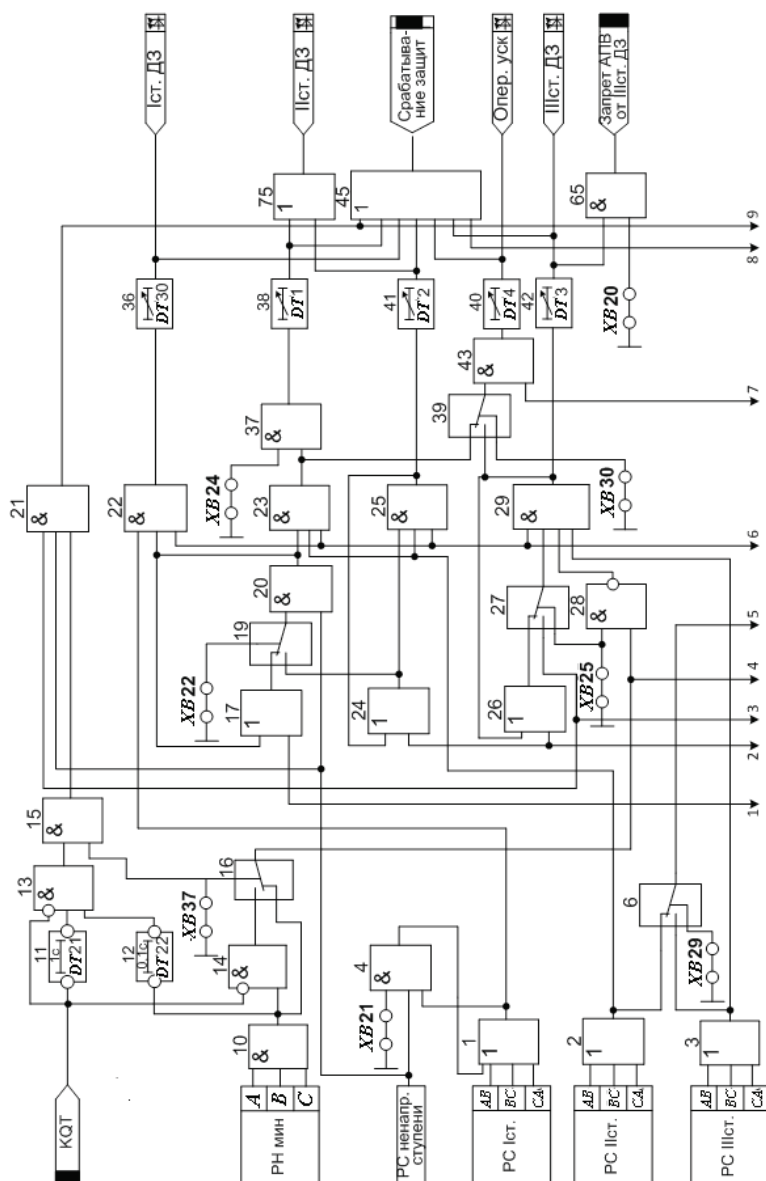 Iст. ДЗ
IIст. ДЗ
Срабатыва-
ние защит
Опер. уск
IIIст. ДЗ
Запрет АПВ
от IIIст. ДЗ
75
1
45
1
65
&
9
8
36
DT30
38
DT1
41
DT2
40
DT4
42
DT3
XB20
43
&
39
7
37
&
21
&
22
&
XB24
23
&
25
&
29
&
XB30
6
20
&
19
27
28
&
5
XB22
17
1
24
1
26
1
XB25
4
3
2
1
15
&
13
&
16
6
11
1c
DT21
12
0.1c
DT22
XB37
14
&
4
&
XB29
10
&
XB21
1
1
2
1
3
1
KQT
A
B
C
РН мин
РС ненапр.
ступени
AB
BC
CA
РС Iст.
AB
BC
CA
РС IIст.
AB
BC
CA
РС IIIст.